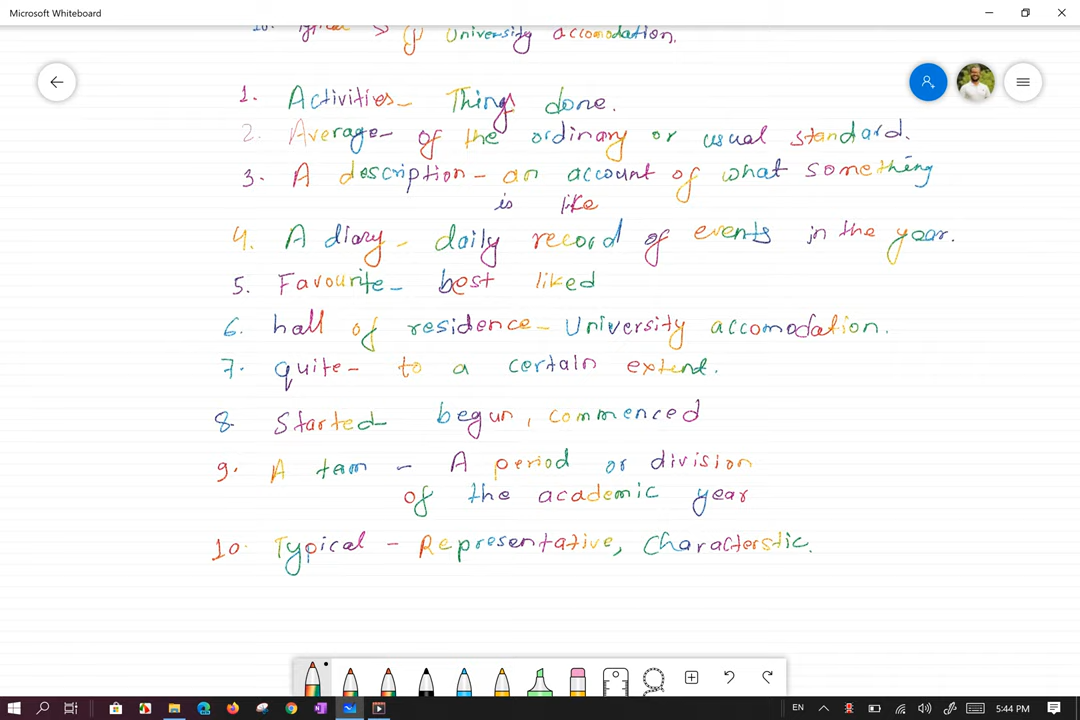 Microsoft Whiteboard
10. Typical University accomodation.
1. Activities- Things done.
2. Average- of the ordinary or usual standard.
3. A description - an account of what something
is like
4. A diary - daily record of events in the year.
5. Favourite- best liked
6. hall of residence- University accomodation.
7. quite- to a certain extend.
8. Started- begun, commenced
9. A tam - A period or division
of the academic year
10. Typical - Representative, Characterstic.
EN 5:44 PM